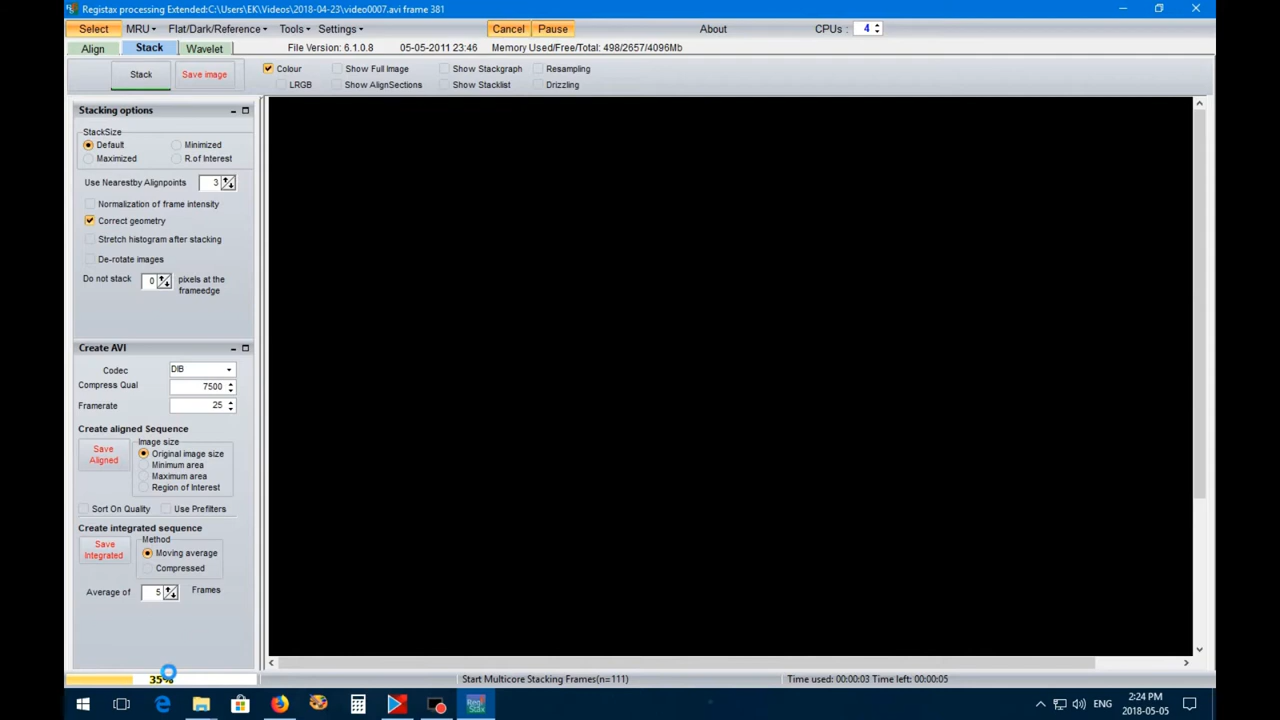 Registax processing Extended:C:\Users\EK\Videos\2018-04-23\video0007.avi frame 381
Select MRU Flat/Dark/Reference Tools Settings Cancel Pause About CPUs : 4
Align Stack Wavelet File Version: 6.1.0.8 05-05-2011 23:46 Memory Used/Free/Total: 498/2657/4096Mb
Stack Save image
Colour Show Full Image Show Stackgraph Resampling
LRGB Show AlignSections Show Stacklist Drizzling
Stacking options
StackSize
Default Minimized
Maximized R.of Interest
Use Nearestby Alignpoints 3
Normalization of frame intensity
Correct geometry
Stretch histogram after stacking
De-rotate images
Do not stack 0 pixels at the
frameedge
Create AVI
Codec DIB
Compress Qual 7500
Framerate 25
Create aligned Sequence
Save
Aligned
Image size
Original image size
Minimum area
Maximum area
Region of Interest
Sort On Quality Use Prefilters
Create integrated sequence
Save
Integrated
Method
Moving average
Compressed
Average of 5 Frames
35% Start Multicore Stacking Frames(n=111) Time used: 00:00:03 Time left: 00:00:05
ENG 2:24 PM
2018-05-05